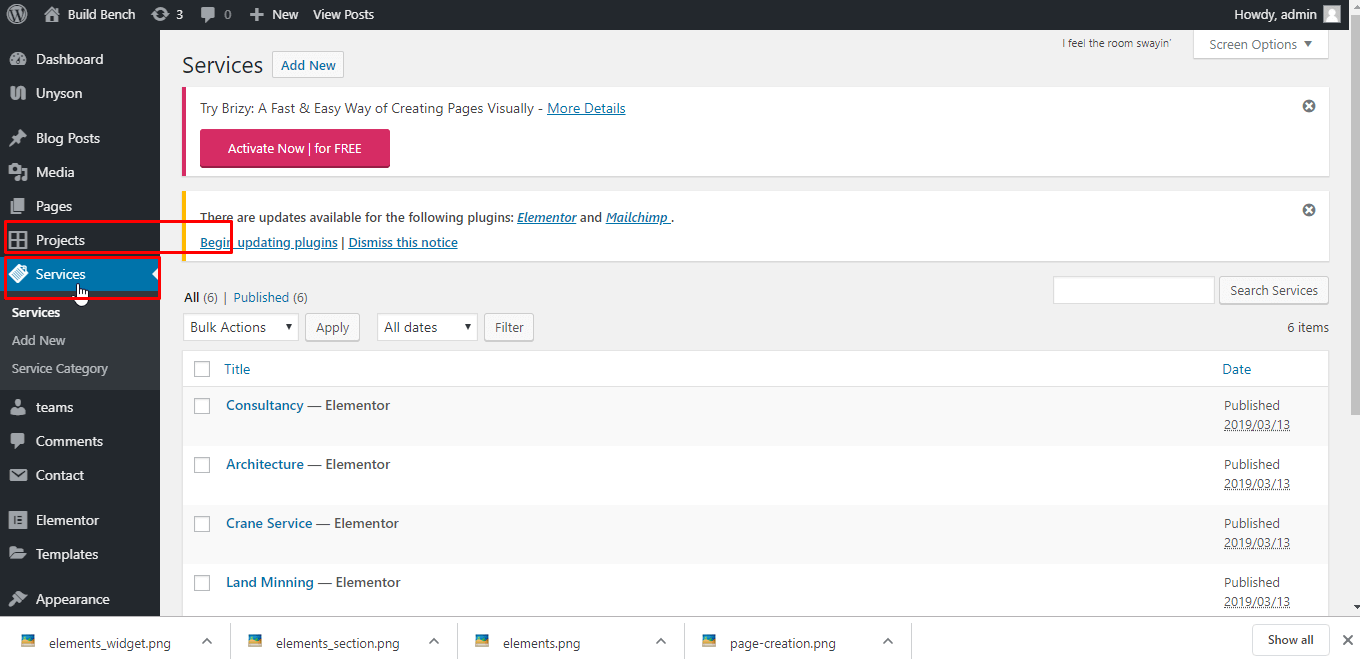 Build Bench 3 0 New View Posts Howdy, admin
Dashboard
Unyson
Blog Posts
Media
Pages
Projects
Services
Services
Add New
Service Category
teams
Comments
Contact
Elementor
Templates
Appearance
I feel the room swayin'
Screen Options
Services Add New
Try Brizy: A Fast & Easy Way of Creating Pages Visually - More Details
Activate Now | for FREE
There are updates available for the following plugins: Elementor and Mailchimp .
Begin updating plugins | Dismiss this notice
All (6) | Published (6)
Search Services
Bulk Actions Apply All dates Filter 6 items
Title Date
Consultancy — Elementor Published
2019/03/13
Architecture — Elementor Published
2019/03/13
Crane Service — Elementor Published
2019/03/13
Land Minning — Elementor Published
2019/03/13
elements_widget.png elements_section.png elements.png page-creation.png Show all